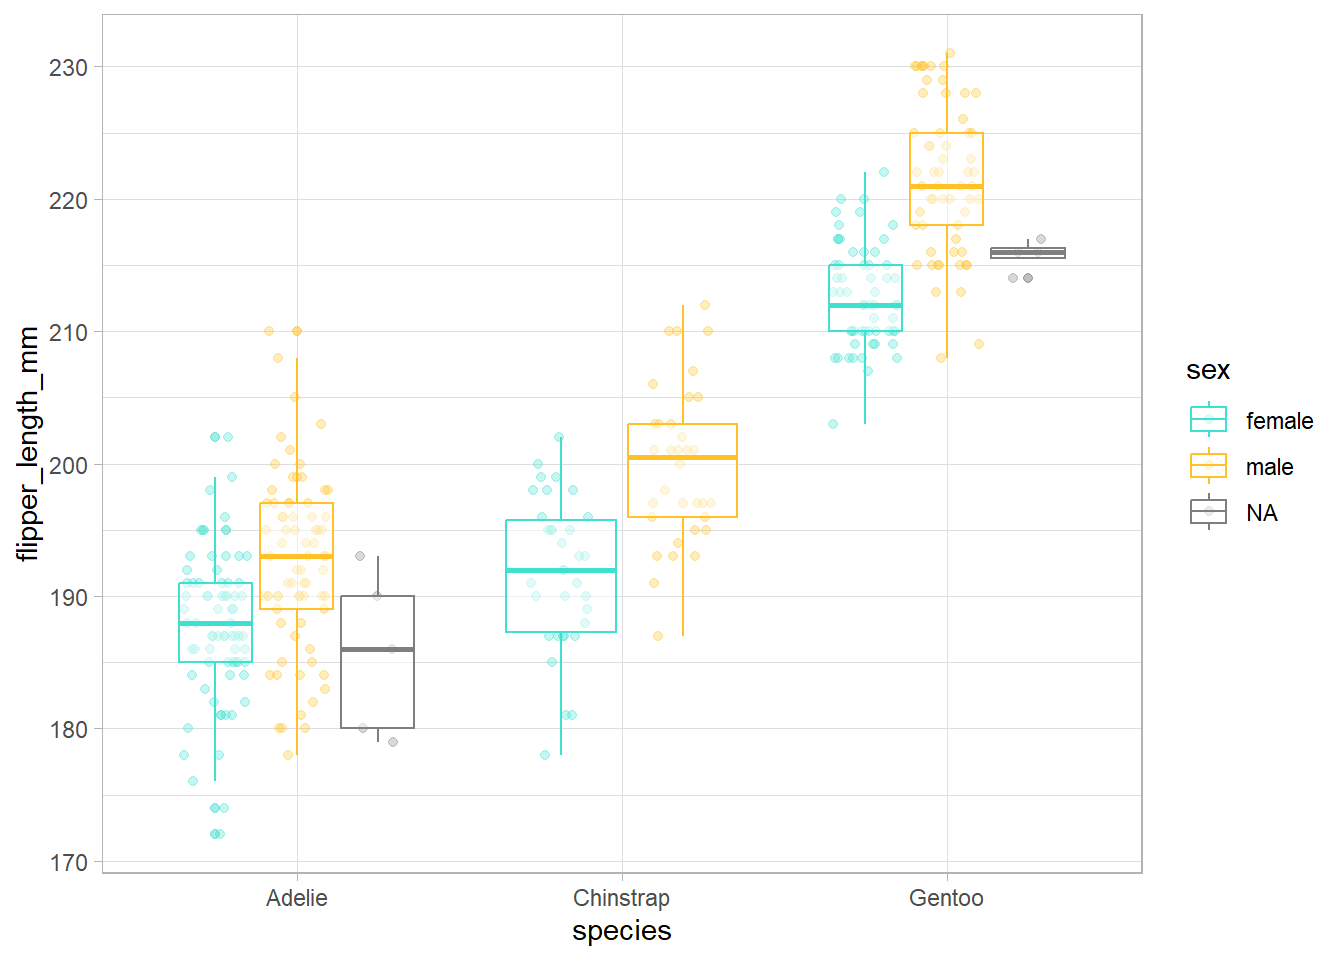 230
220
210
200
190
180
170
flipper_length_mm
Adelie
Chinstrap
Gentoo
species
sex
female
male
NA